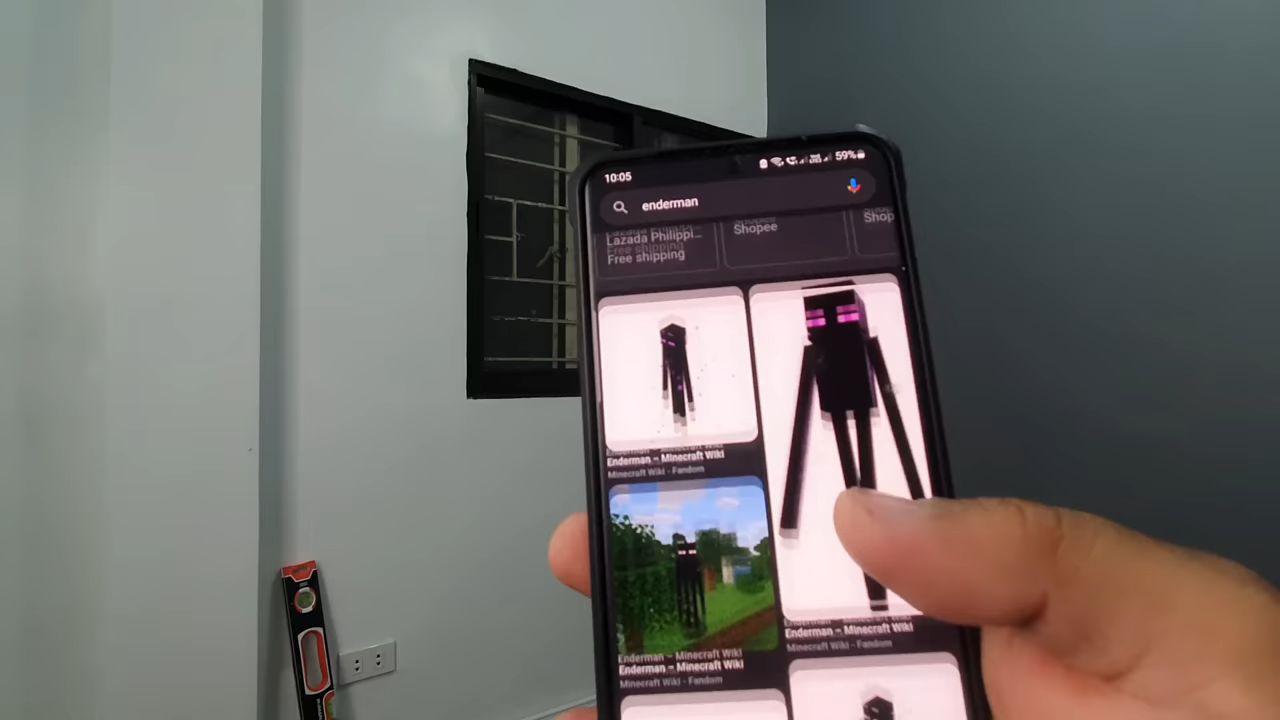 10:05
59%
enderman
Lazada Philippi...
Free shipping
Shopee
Shop
Enderman – Minecraft Wiki
Minecraft Wiki - Fandom
Enderman – Minecraft Wiki
Minecraft Wiki - Fandom
Enderman – Minecraft Wiki
Minecraft Wiki - Fandom